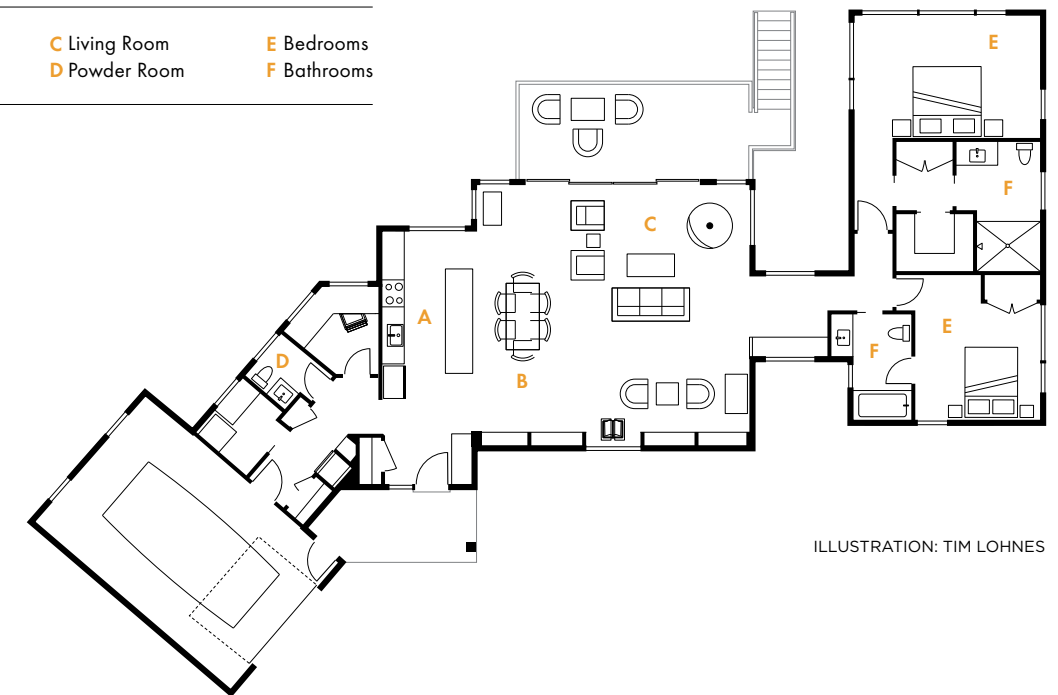 C Living Room
D Powder Room
E Bedrooms
F Bathrooms
E
F
C
A
E
D
F
B
ILLUSTRATION: TIM LOHNES